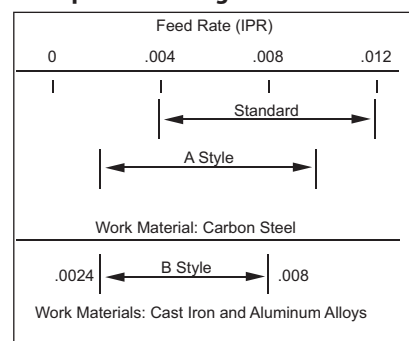 Feed Rate (IPR)
0 .004 .008 .012
Standard
A Style
Work Material: Carbon Steel
.0024 B Style .008
Work Materials: Cast Iron and Aluminum Alloys